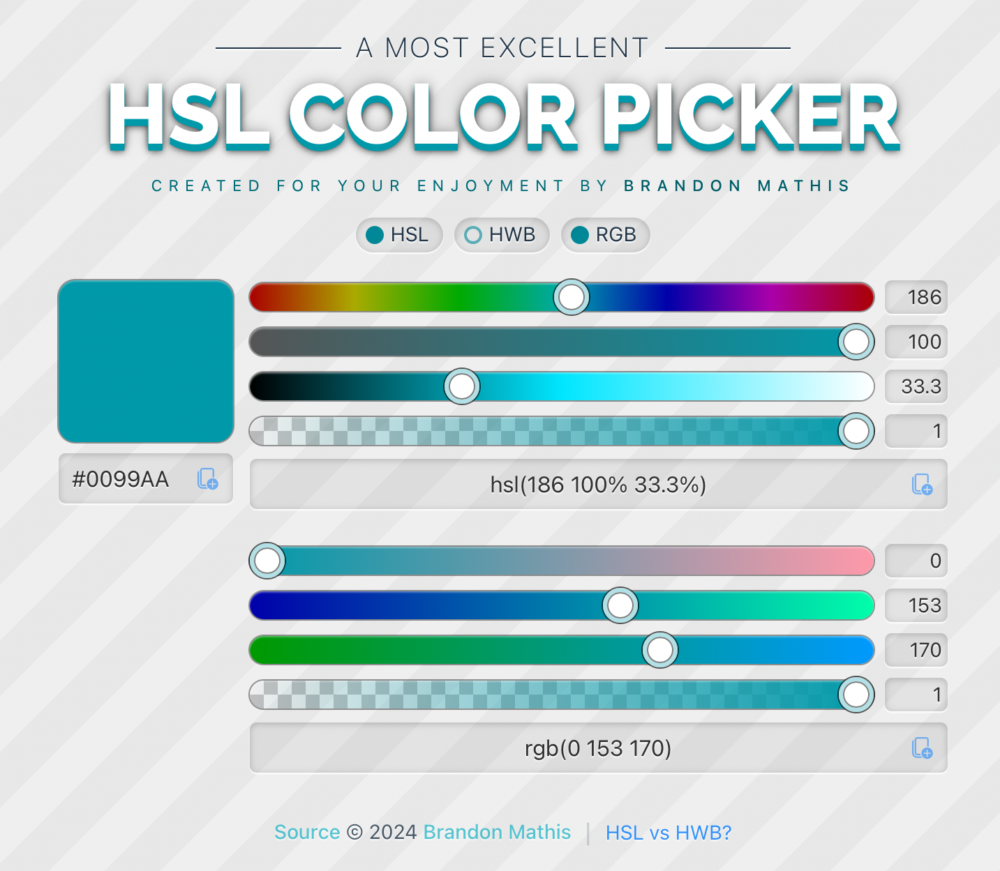 A MOST EXCELLENT
HSL COLOR PICKER
CREATED FOR YOUR ENJOYMENT BY BRANDON MATHIS
HSL HWB RGB
186
100
33.3
1
#0099AA
hsl(186 100% 33.3%)
0
153
170
1
rgb(0 153 170)
Source © 2024 Brandon Mathis | HSL vs HWB?